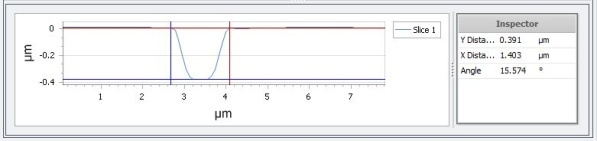 0
-0.2
-0.4
µm
1 2 3 4 5 6 7
µm
Slice 1
Inspector
Y Dista... 0.391 µm
X Dista... 1.403 µm
Angle 15.574 °